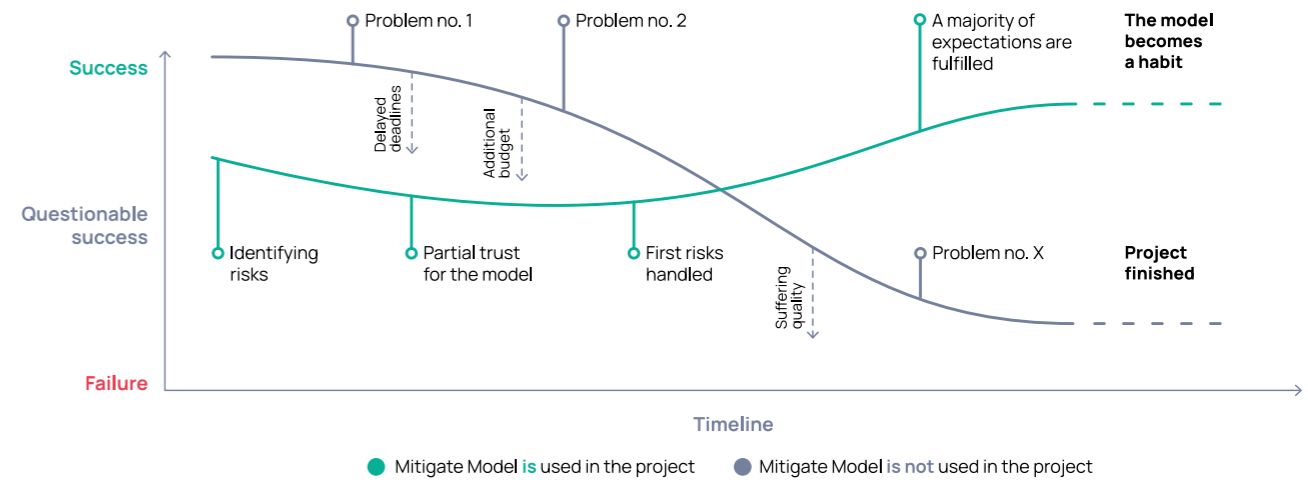 Problem no. 1
Problem no. 2
A majority of
expectations are
fulfilled
The model
becomes
a habit
Success
Delayed
deadlines
Additional
budget
Questionable
success
Identifying
risks
Partial trust
for the model
First risks
handled
Suffering
quality
Problem no. X
Project
finished
Failure
Timeline
Mitigate Model is used in the project
Mitigate Model is not used in the project